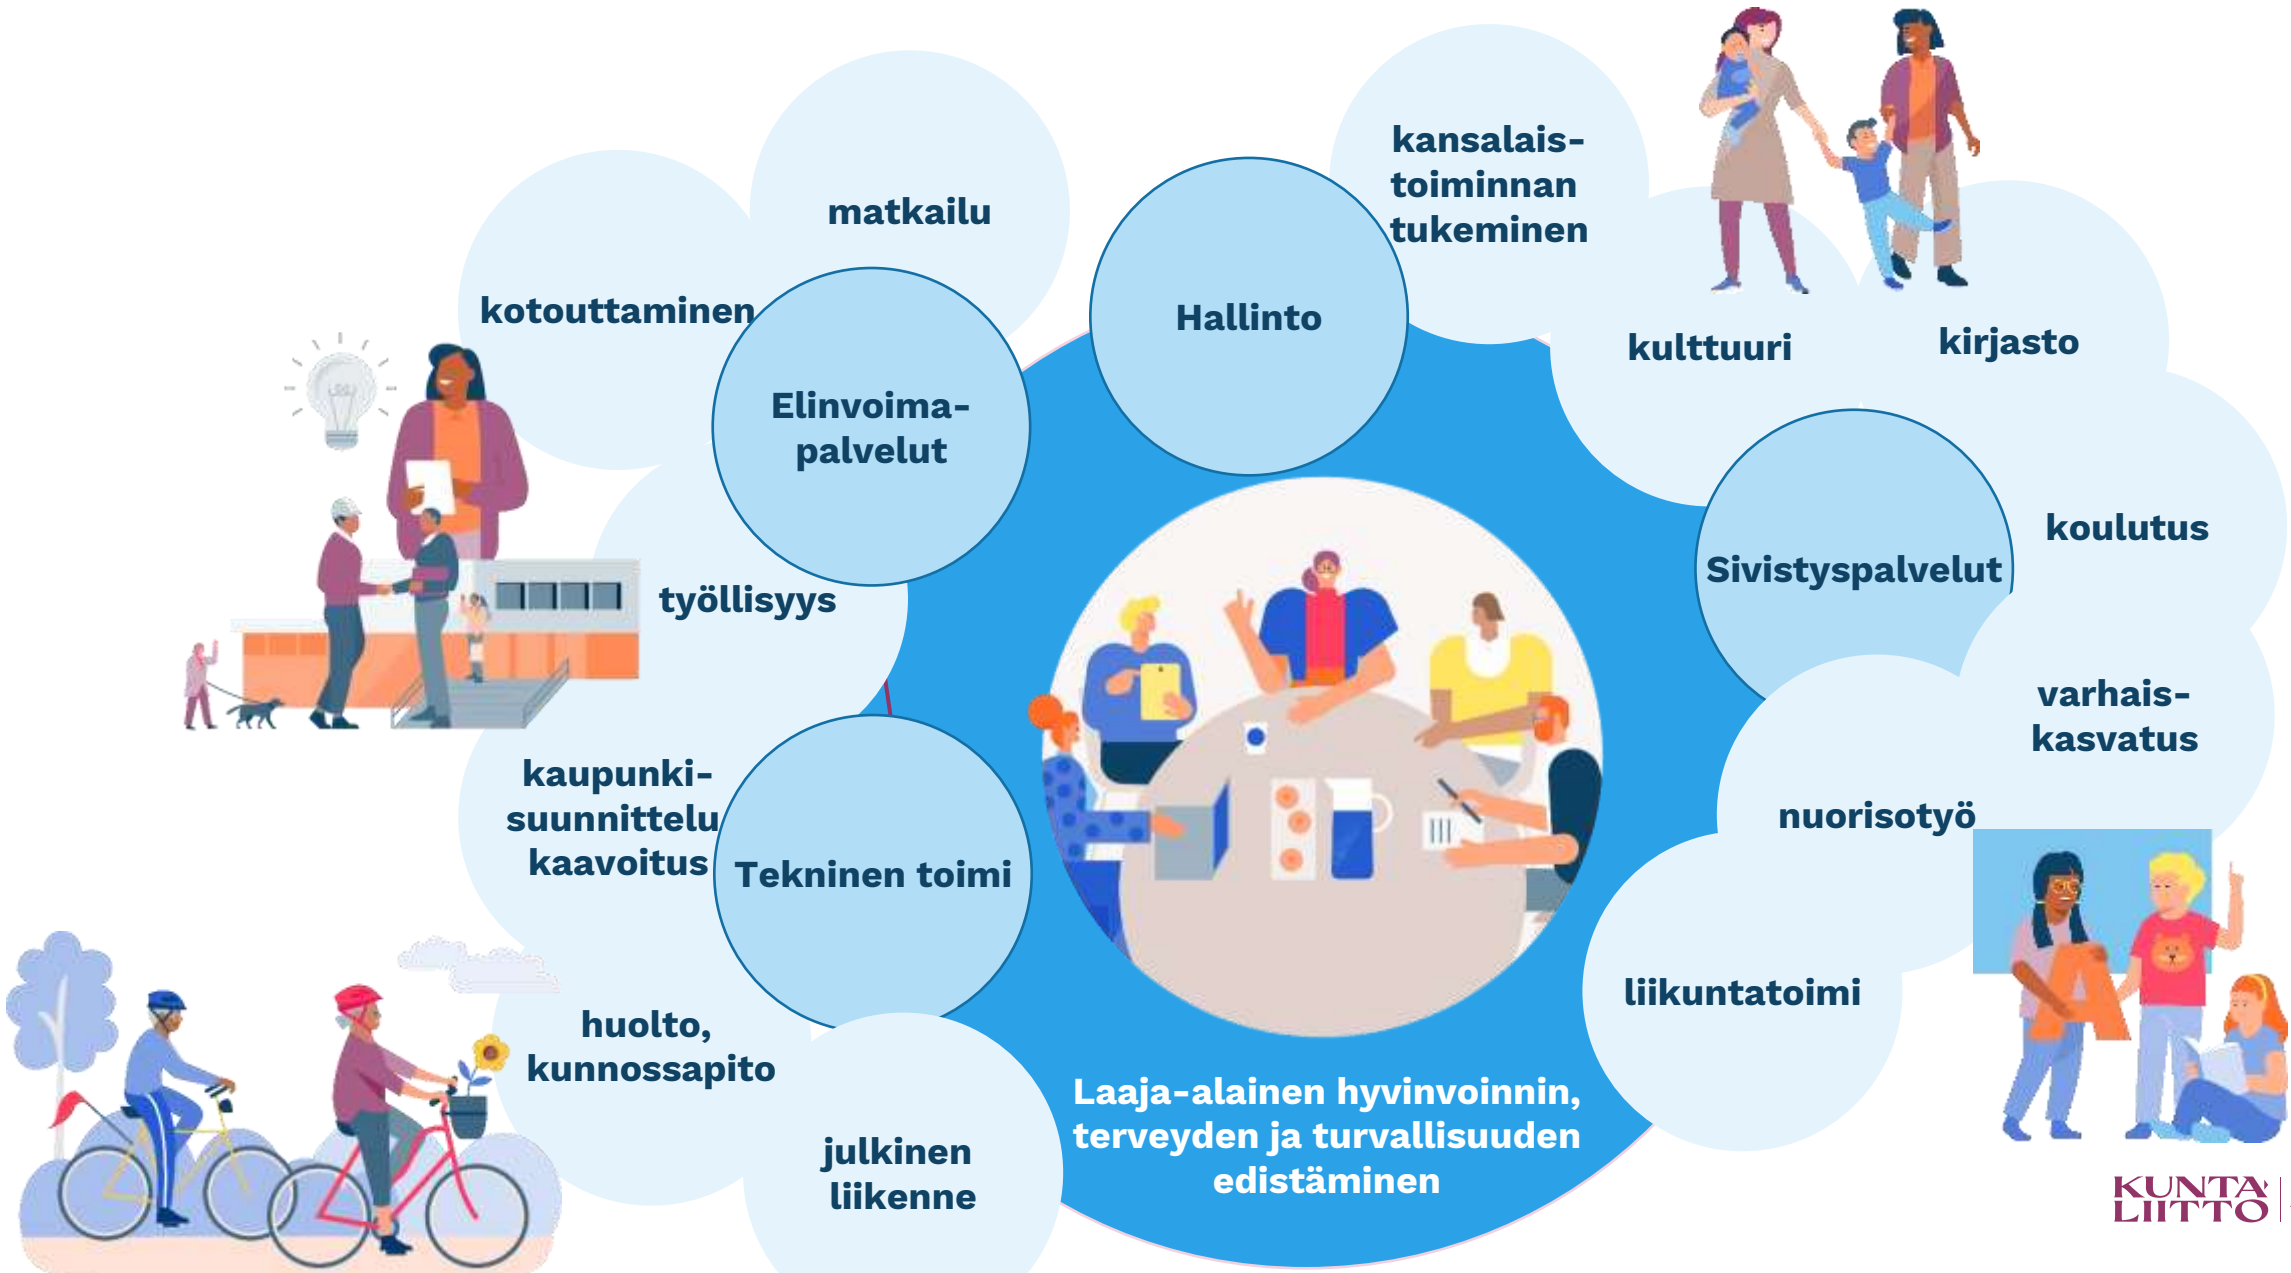 matkailu
kotouttaminen
Elinvoima-
palvelut
työllisyys
Hallinto
kansalais-
toiminnan
tukeminen
kulttuuri
kirjasto
koulutus
Sivistyspalvelut
varhais-
kasvatus
nuorisotyö
liikuntatoimi
kaupunki-
suunnittelu
kaavoitus
Tekninen toimi
huolto,
kunnossapito
julkinen
liikenne
Laaja-alainen hyvinvoinnin,
terveyden ja turvallisuuden
edistäminen
A
KUNTA
LIITTO